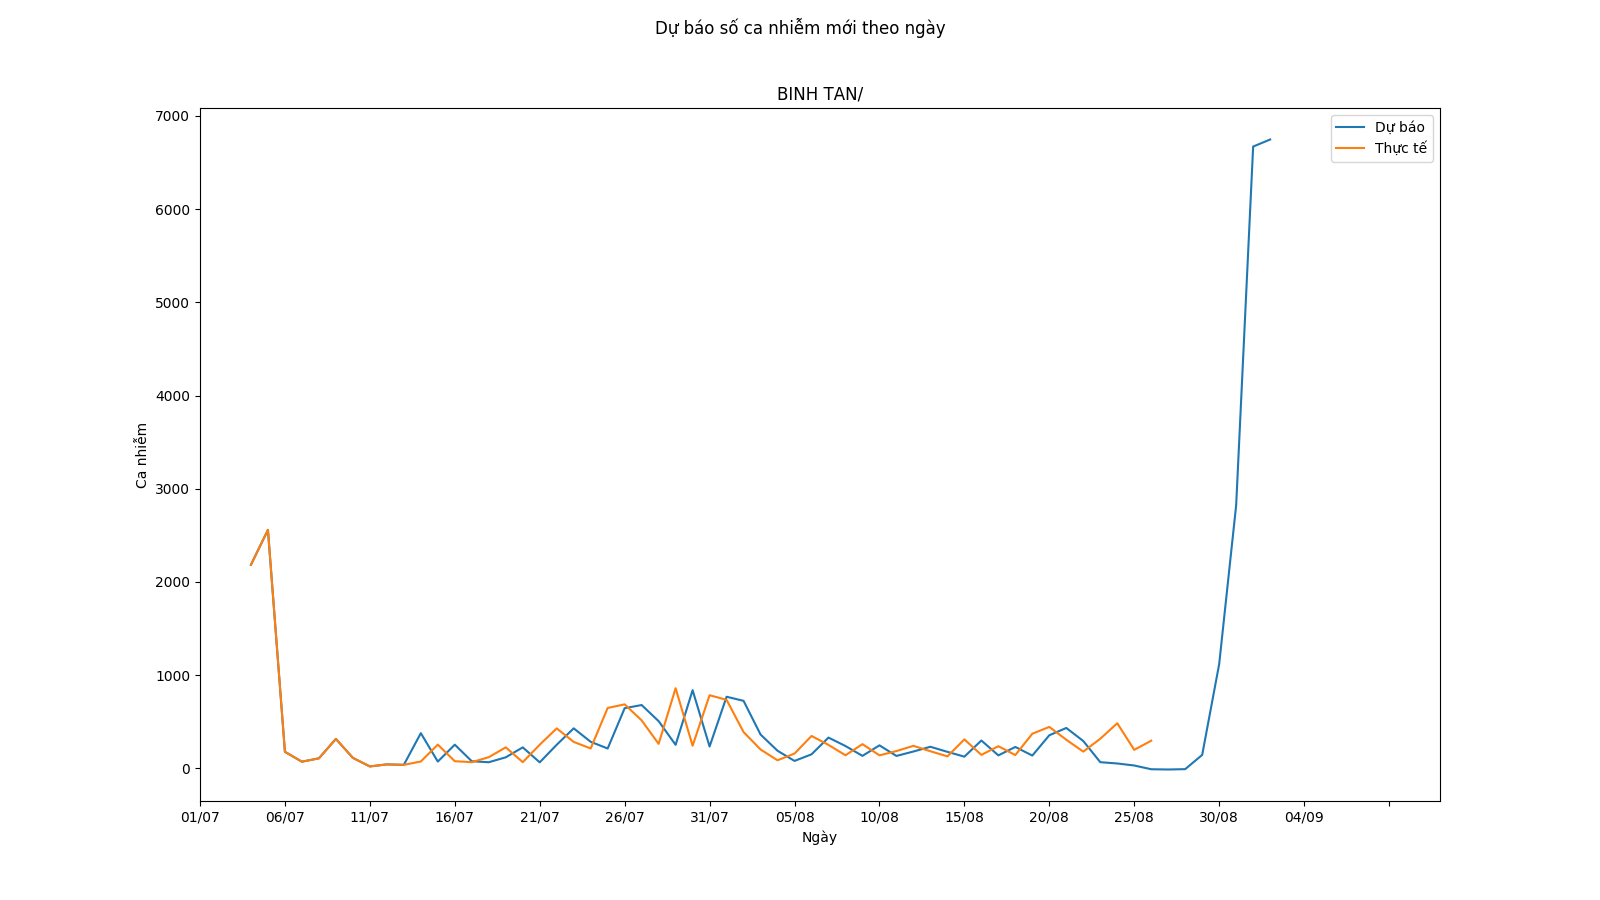 Dự báo số ca nhiễm mới theo ngày
BINH TAN/
Dự báo
Thực tế
7000
6000
5000
4000
3000
2000
1000
0
Ca nhiễm
01/07 06/07 11/07 16/07 21/07 26/07 31/07 05/08 10/08 15/08 20/08 25/08 30/08 04/09
Ngày